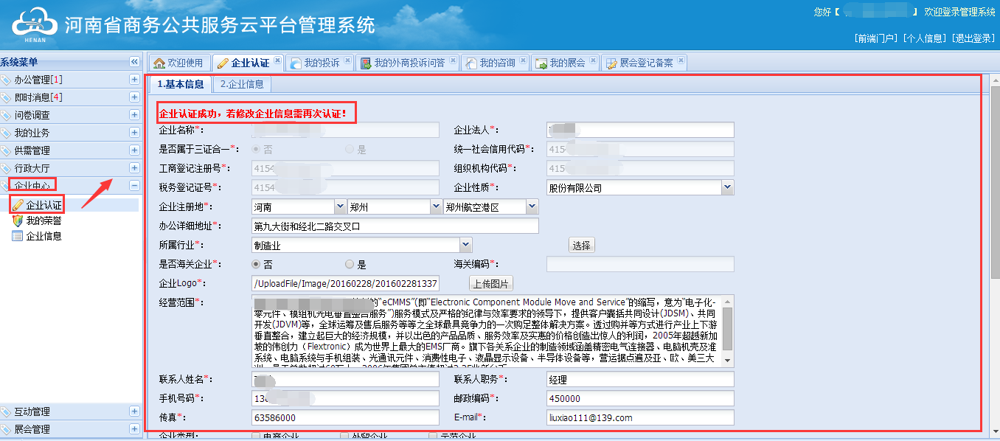 您好【 】 欢迎登录管理系统
河南省商务公共服务云平台管理系统
HENAN
[前端门户] [个人信息] [退出登录]
系统菜单
欢迎使用 企业认证 我的投诉 我的外商投诉问答 我的咨询 我的展会 展会登记备案
办公管理[1]
即时消息[4]
问卷调查
我的业务
供需管理
行政大厅
企业中心
企业认证
我的荣誉
企业信息
互动管理
展会管理
1.基本信息 2.企业信息
企业认证成功，若修改企业信息需再次认证！
企业名称*: 企业法人*:
是否属于三证合一*: 否 是 统一社会信用代码*: 415
工商登记注册号*: 4154 组织机构代码*: 415
税务登记证号*: 4154 企业性质*: 股份有限公司
企业注册地*: 河南 郑州 郑州航空港区
办公详细地址*: 第九大街和经北二路交叉口
所属行业*: 制造业 选择
是否海关企业*: 否 是 海关编码*:
企业Logo*: /UploadFile/Image/20160228/201602281337 上传图片
经营范围*: 的“eCMMS”(即“Electronic Component Module Move and Service”的缩写，意为“电子化-
零元件、模组机光电垂直整合服务”)服务模式及严格的纪律与效率要求的领导下，提供客户囊括共同设计(JDSM)、共同
开发(JDVM)等，全球运筹及售后服务等等之全球最具竞争力的一次购足整体解决方案。透过购并等方式进行产业上下游
垂直整合，建立起巨大的经济规模，并以出色的产品品质、服务效率及实惠的价格创造出惊人的利润，2005年超越新加
坡的伟创力（Flextronic）成为世界上最大的EMS厂商。旗下各关系企业的制造领域涵盖精密电气连接器、电脑机壳及准
系统、电脑系统与手机组装、光通讯元件、消费性电子、液晶显示设备、半导体设备等，营运据点遍及亚、欧、美三大
联系人姓名*: 联系人职务*: 经理
手机号码*: 13 邮政编码*: 450000
传真*: 63586000 E-mail*: liuxiao111@139.com
企业类型: 电商企业 外贸企业 示范企业